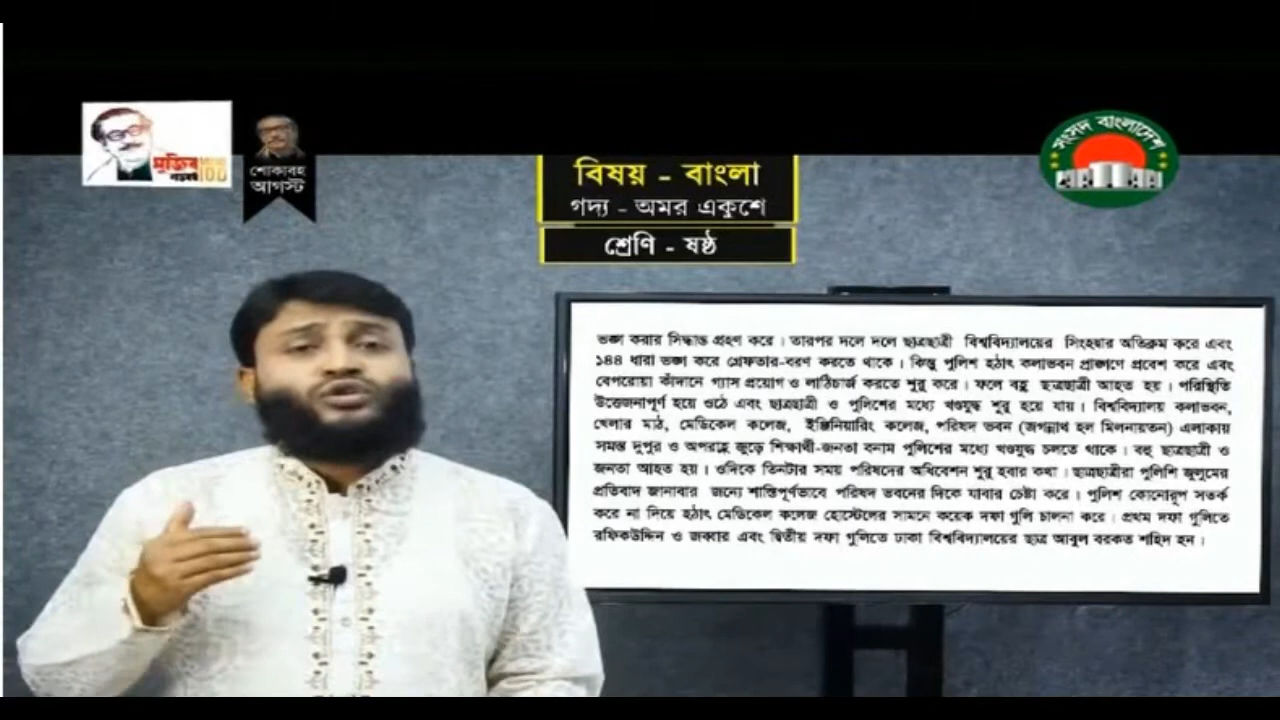 মুজিব
100
শোকাবহ
আগস্ট
সংসদ বাংলাদেশ
বিষয় - বাংলা
গদ্য - অমর একুশে
শ্রেণি - ষষ্ঠ
ভঙ্গ করার সিদ্ধান্ত গ্রহণ করে । তারপর দলে দলে ছাত্রছাত্রী বিশ্ববিদ্যালয়ের সিংহদ্বার অতিক্রম করে এবং
১৪৪ ধারা ভঙ্গ করে গ্রেফতার-বরণ করতে থাকে । কিন্তু পুলিশ হঠাৎ কলাভবন প্রাঙ্গণে প্রবেশ করে এবং
বেপরোয়া কাঁদানে গ্যাস প্রয়োগ ও লাঠিচার্জ করতে শুরু করে । ফলে বহু ছাত্রছাত্রী আহত হয় । পরিস্থিতি
উত্তেজনাপূর্ণ হয়ে ওঠে এবং ছাত্রছাত্রী ও পুলিশের মধ্যে খণ্ডযুদ্ধ শুরু হয়ে যায় । বিশ্ববিদ্যালয় কলাভবন,
খেলার মাঠ, মেডিকেল কলেজ, ইঞ্জিনিয়ারিং কলেজ, পরিষদ ভবন (জগন্নাথ হল মিলনায়তন) এলাকায়
সমস্ত দুপুর ও অপরাহ্ণ জুড়ে শিক্ষার্থী-জনতা বনাম পুলিশের মধ্যে খণ্ডযুদ্ধ চলতে থাকে । বহু ছাত্রছাত্রী ও
জনতা আহত হয় । ওদিকে তিনটার সময় পরিষদের অধিবেশন শুরু হবার কথা । ছাত্রছাত্রীরা পুলিশি জুলুমের
প্রতিবাদ জানাবার জন্যে শান্তিপূর্ণভাবে পরিষদ ভবনের দিকে যাবার চেষ্টা করে । পুলিশ কোনোরূপ সতর্ক
করে না দিয়ে হঠাৎ মেডিকেল কলেজ হোস্টেলের সামনে কয়েক দফা গুলি চালনা করে । প্রথম দফা গুলিতে
রফিকউদ্দিন ও জব্বার এবং দ্বিতীয় দফা গুলিতে ঢাকা বিশ্ববিদ্যালয়ের ছাত্র আবুল বরকত শহিদ হন ।